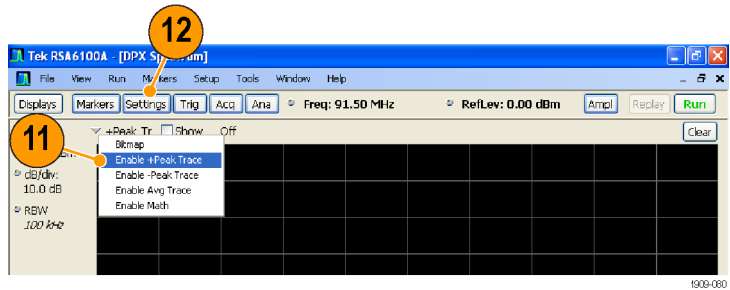 12
Tek RSA6100A - [DPX Sp um]
File View Run Markers Setup Tools Window Help
Displays Markers Settings Trig Acq Ana Freq: 91.50 MHz RefLev: 0.00 dBm Ampl Replay Run
11 +Peak Tr Show Off Clear
Bitmap
Enable +Peak Trace
dB/div: Enable -Peak Trace
10.0 dB Enable Avg Trace
RBW Enable Math
100 kHz
1909-080